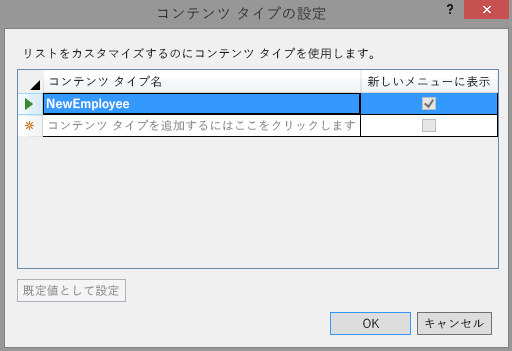 コンテンツ タイプの設定
?
リストをカスタマイズするのにコンテンツ タイプを使用します。
コンテンツ タイプ名 新しいメニューに表示
NewEmployee
コンテンツ タイプを追加するにはここをクリックします
既定値として設定
OK キャンセル